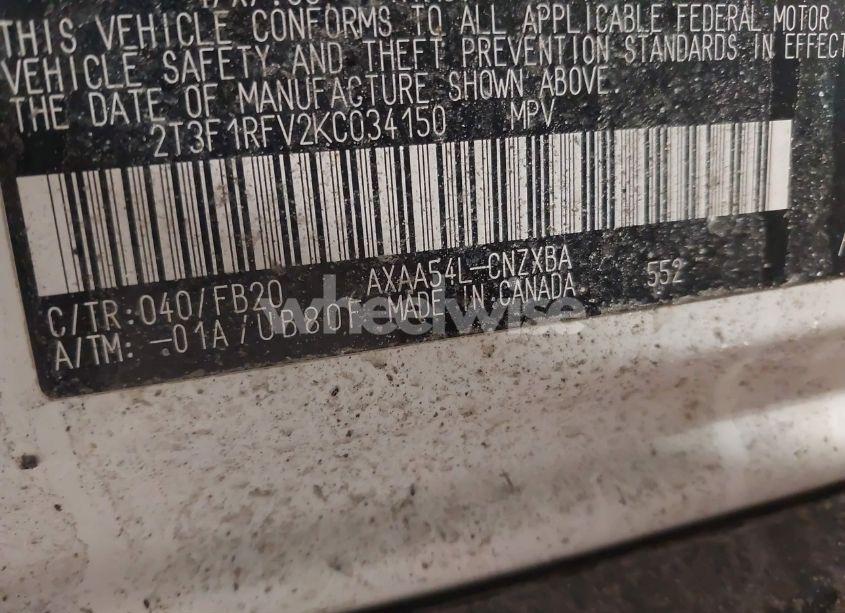 THIS VEHICLE CONFORMS TO ALL APPLICABLE FEDERAL MOTOR
VEHICLE SAFETY AND THEFT PREVENTION STANDARDS IN EFFECT
THE DATE OF MANUFACTURE SHOWN ABOVE.
2T3F1RFV2KC034150 MPV
AXAA54L-CNZXBA 552
C/TR:040/FB20 MADE IN CANADA
A/TM: -01A/UB80F
wheelwise